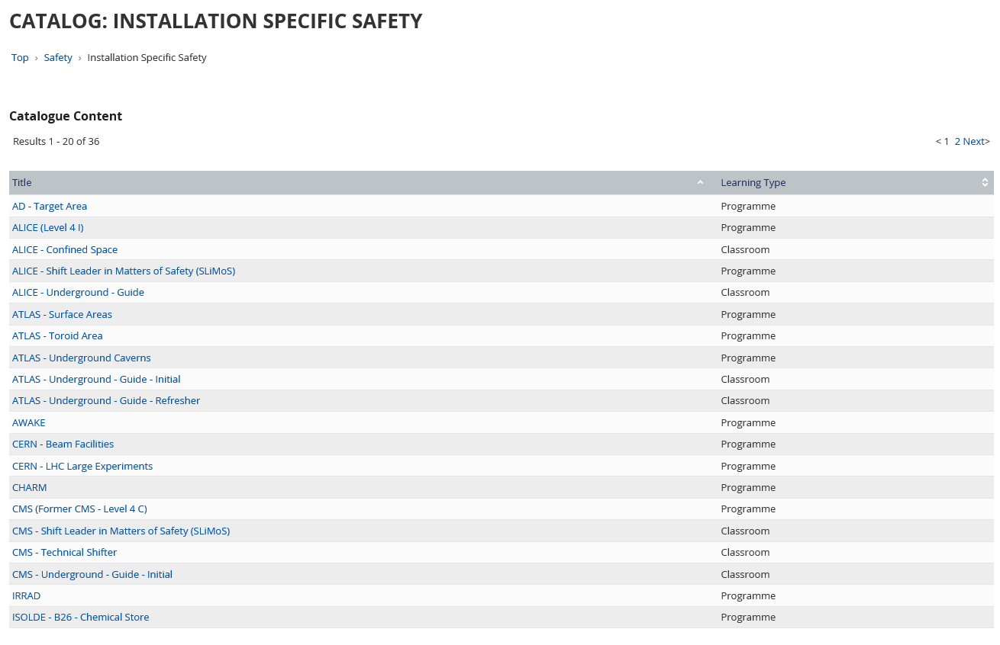 CATALOG: INSTALLATION SPECIFIC SAFETY
Top › Safety › Installation Specific Safety
Catalogue Content
Results 1 - 20 of 36 < 1 2 Next>
Title Learning Type
AD - Target Area Programme
ALICE (Level 4 I) Programme
ALICE - Confined Space Classroom
ALICE - Shift Leader in Matters of Safety (SLiMoS) Programme
ALICE - Underground - Guide Classroom
ATLAS - Surface Areas Programme
ATLAS - Toroid Area Programme
ATLAS - Underground Caverns Programme
ATLAS - Underground - Guide - Initial Classroom
ATLAS - Underground - Guide - Refresher Classroom
AWAKE Programme
CERN - Beam Facilities Programme
CERN - LHC Large Experiments Programme
CHARM Programme
CMS (Former CMS - Level 4 C) Programme
CMS - Shift Leader in Matters of Safety (SLiMoS) Classroom
CMS - Technical Shifter Classroom
CMS - Underground - Guide - Initial Classroom
IRRAD Programme
ISOLDE - B26 - Chemical Store Programme